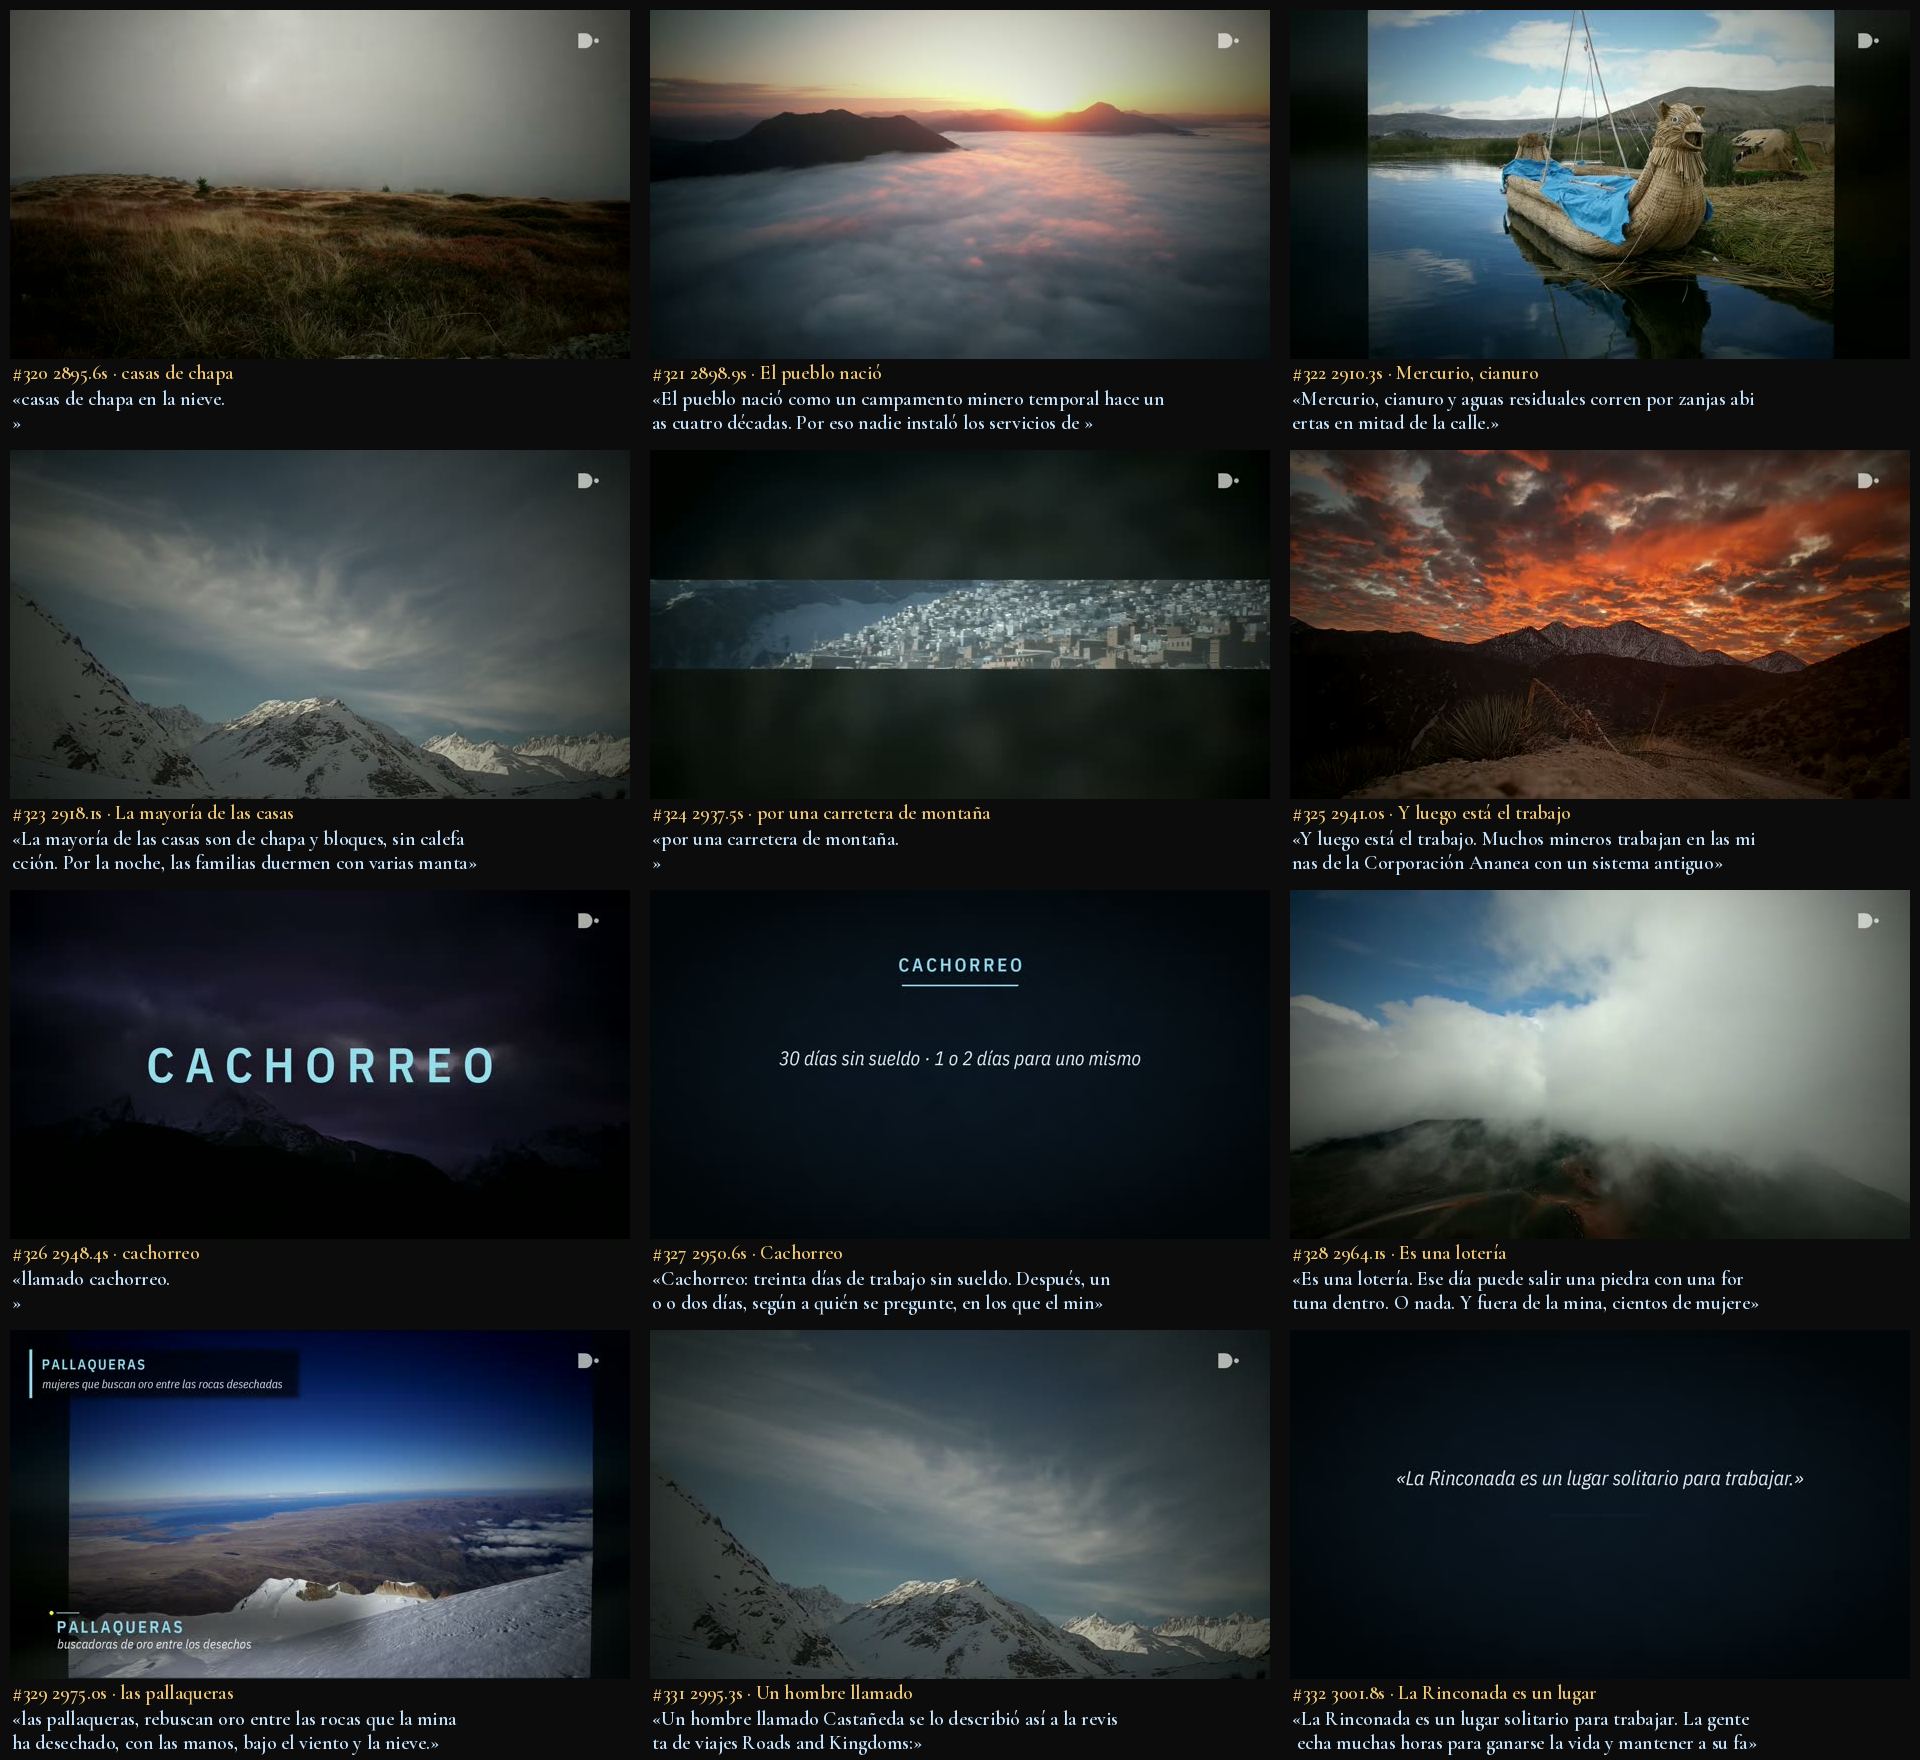 #320 2895.6s · casas de chapa
«casas de chapa en la nieve.
»
#321 2898.9s · El pueblo nació
«El pueblo nació como un campamento minero temporal hace un
as cuatro décadas. Por eso nadie instaló los servicios de »
#322 2910.3s · Mercurio, cianuro
«Mercurio, cianuro y aguas residuales corren por zanjas abi
ertas en mitad de la calle.»
#323 2918.1s · La mayoría de las casas
«La mayoría de las casas son de chapa y bloques, sin calefa
cción. Por la noche, las familias duermen con varias manta»
#324 2937.5s · por una carretera de montaña
«por una carretera de montaña.
»
#325 2941.0s · Y luego está el trabajo
«Y luego está el trabajo. Muchos mineros trabajan en las mi
nas de la Corporación Ananea con un sistema antiguo»
CACHORREO
#326 2948.4s · cachorreo
«llamado cachorreo.
»
CACHORREO
30 días sin sueldo · 1 o 2 días para uno mismo
#327 2950.6s · Cachorreo
«Cachorreo: treinta días de trabajo sin sueldo. Después, un
o o dos días, según a quién se pregunte, en los que el min»
#328 2964.1s · Es una lotería
«Es una lotería. Ese día puede salir una piedra con una for
tuna dentro. O nada. Y fuera de la mina, cientos de mujere»
PALLAQUERAS
mujeres que buscan oro entre las rocas desechadas
PALLAQUERAS
buscadoras de oro entre los desechos
#329 2975.0s · las pallaqueras
«las pallaqueras, rebuscan oro entre las rocas que la mina
ha desechado, con las manos, bajo el viento y la nieve.»
#331 2995.3s · Un hombre llamado
«Un hombre llamado Castañeda se lo describió así a la revis
ta de viajes Roads and Kingdoms:»
«La Rinconada es un lugar solitario para trabajar.»
#332 3001.8s · La Rinconada es un lugar
«La Rinconada es un lugar solitario para trabajar. La gente
echa muchas horas para ganarse la vida y mantener a su fa»